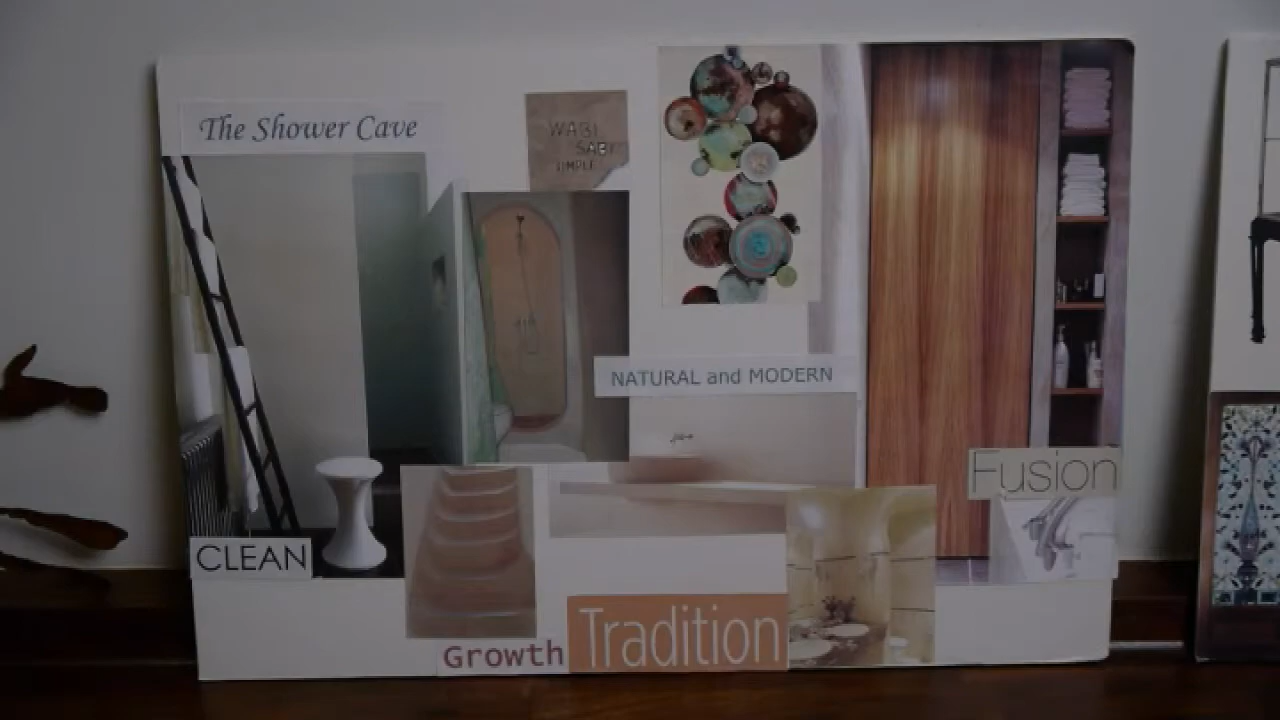 The Shower Cave
WABI
SABI
SIMPLE
NATURAL and MODERN
Fusion
CLEAN
Growth
Tradition